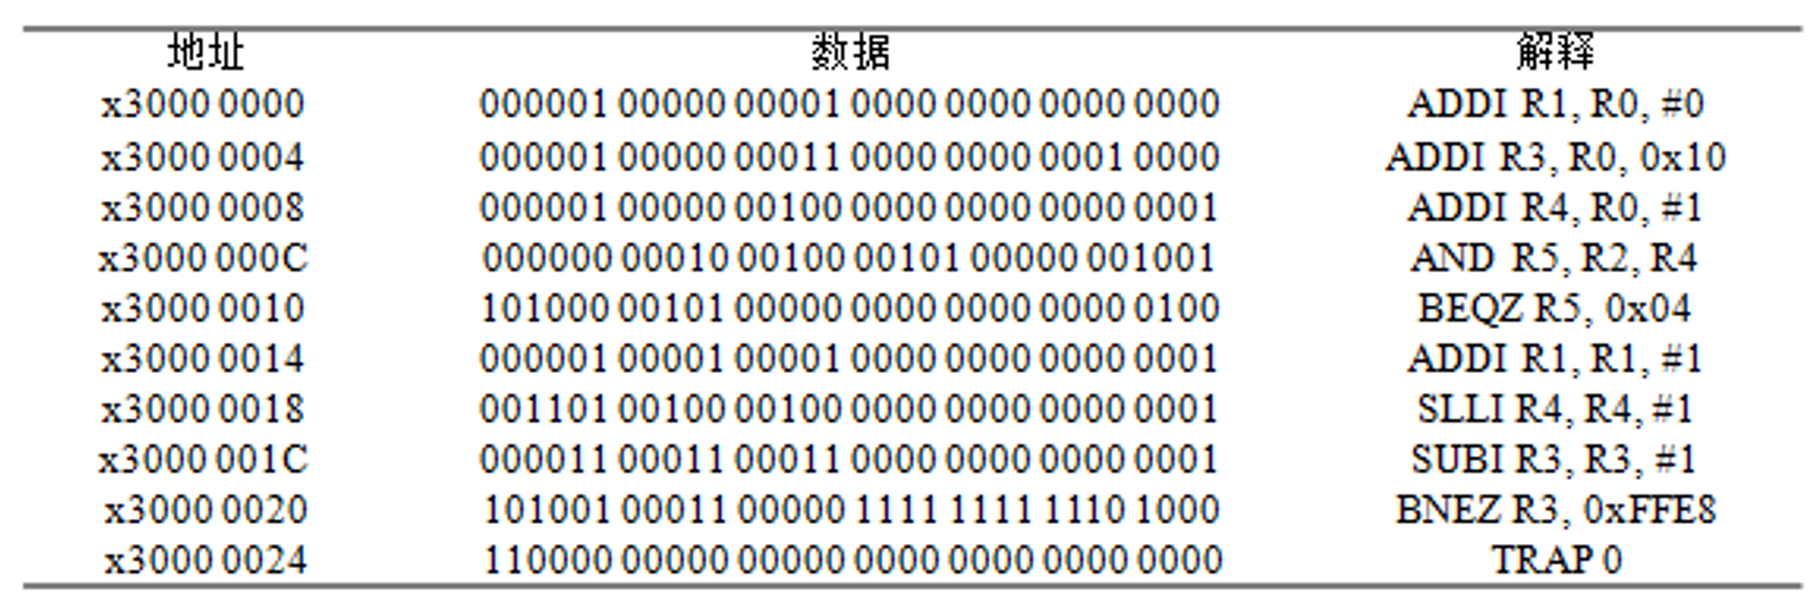 地址 数据 解释
x3000 0000 000001 00000 00001 0000 0000 0000 0000 ADDI R1, R0, #0
x3000 0004 000001 00000 00011 0000 0000 0001 0000 ADDI R3, R0, 0x10
x3000 0008 000001 00000 00100 0000 0000 0000 0001 ADDI R4, R0, #1
x3000 000C 000000 00010 00100 00101 00000 001001 AND R5, R2, R4
x3000 0010 101000 00101 00000 0000 0000 0000 0100 BEQZ R5, 0x04
x3000 0014 000001 00001 00001 0000 0000 0000 0001 ADDI R1, R1, #1
x3000 0018 001101 00100 00100 0000 0000 0000 0001 SLLI R4, R4, #1
x3000 001C 000011 00011 00011 0000 0000 0000 0001 SUBI R3, R3, #1
x3000 0020 101001 00011 00000 1111 1111 1110 1000 BNEZ R3, 0xFFE8
x3000 0024 110000 00000 00000 0000 0000 0000 0000 TRAP 0